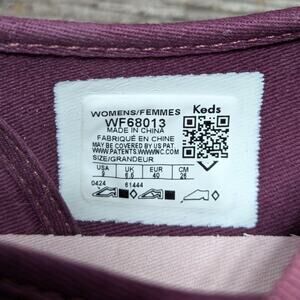 WOMENS/FEMMES Keds
WF68013
MADE IN CHINA
FABRIQUÉ EN CHINE
MAY BE COVERED BY US PAT
WWW.PATENTS.WWWINC.COM
SIZE/GRANDEUR
USA UK EUR CM
9 6.5 40 26
0424 61444